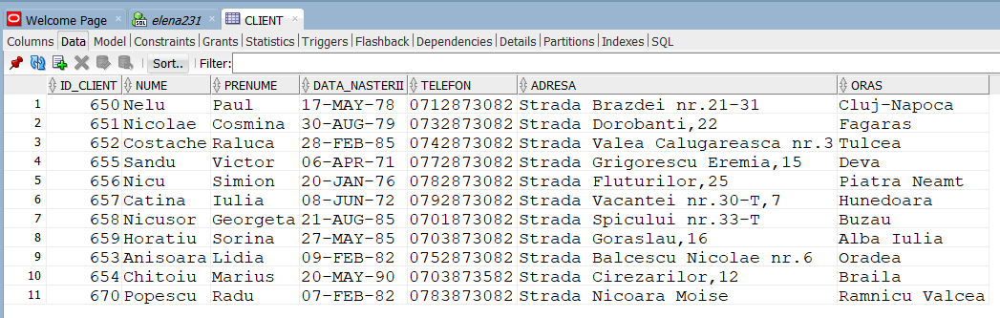 Welcome Page elena231 CLIENT
Columns Data Model Constraints Grants Statistics Triggers Flashback Dependencies Details Partitions Indexes SQL
Sort.. Filter:
ID_CLIENT NUME PRENUME DATA_NASTERII TELEFON ADRESA ORAS
1 650 Nelu Paul 17-MAY-78 0712873082 Strada Brazdei nr.21-31 Cluj-Napoca
2 651 Nicolae Cosmina 30-AUG-79 0732873082 Strada Dorobanti,22 Fagaras
3 652 Costache Raluca 28-FEB-85 0742873082 Strada Valea Calugareasca nr.3 Tulcea
4 655 Sandu Victor 06-APR-71 0772873082 Strada Grigorescu Eremia,15 Deva
5 656 Nicu Simion 20-JAN-76 0782873082 Strada Fluturilor,25 Piatra Neamt
6 657 Catina Iulia 08-JUN-72 0792873082 Strada Vacantei nr.30-T,7 Hunedoara
7 658 Nicusor Georgeta 21-AUG-85 0701873082 Strada Spicului nr.33-T Buzau
8 659 Horatiu Sorina 27-MAY-85 0703873082 Strada Goraslau,16 Alba Iulia
9 653 Anisoara Lidia 09-FEB-82 0752873082 Strada Balcescu Nicolae nr.6 Oradea
10 654 Chitoiu Marius 20-MAY-90 0703873582 Strada Cirezarilor,12 Braila
11 670 Popescu Radu 07-FEB-82 0783873082 Strada Nicoara Moise Ramnicu Valcea